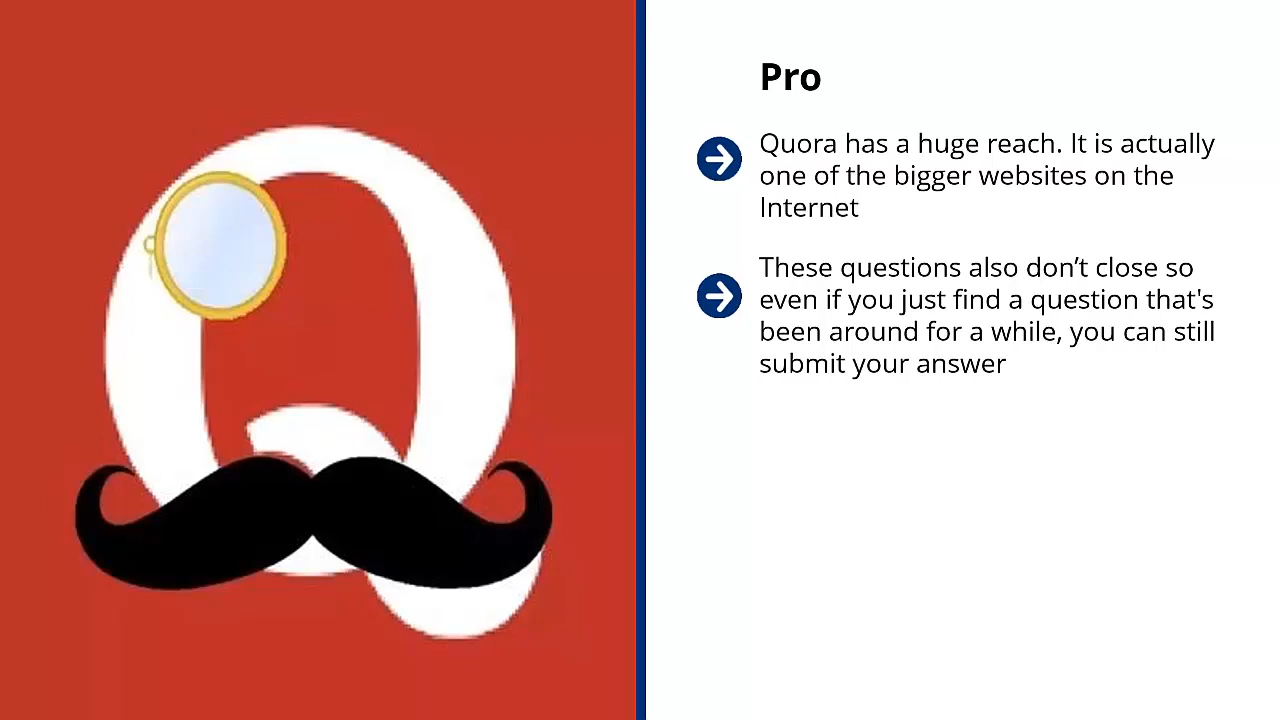 Q
Pro
Quora has a huge reach. It is actually
one of the bigger websites on the
Internet
These questions also don’t close so
even if you just find a question that's
been around for a while, you can still
submit your answer